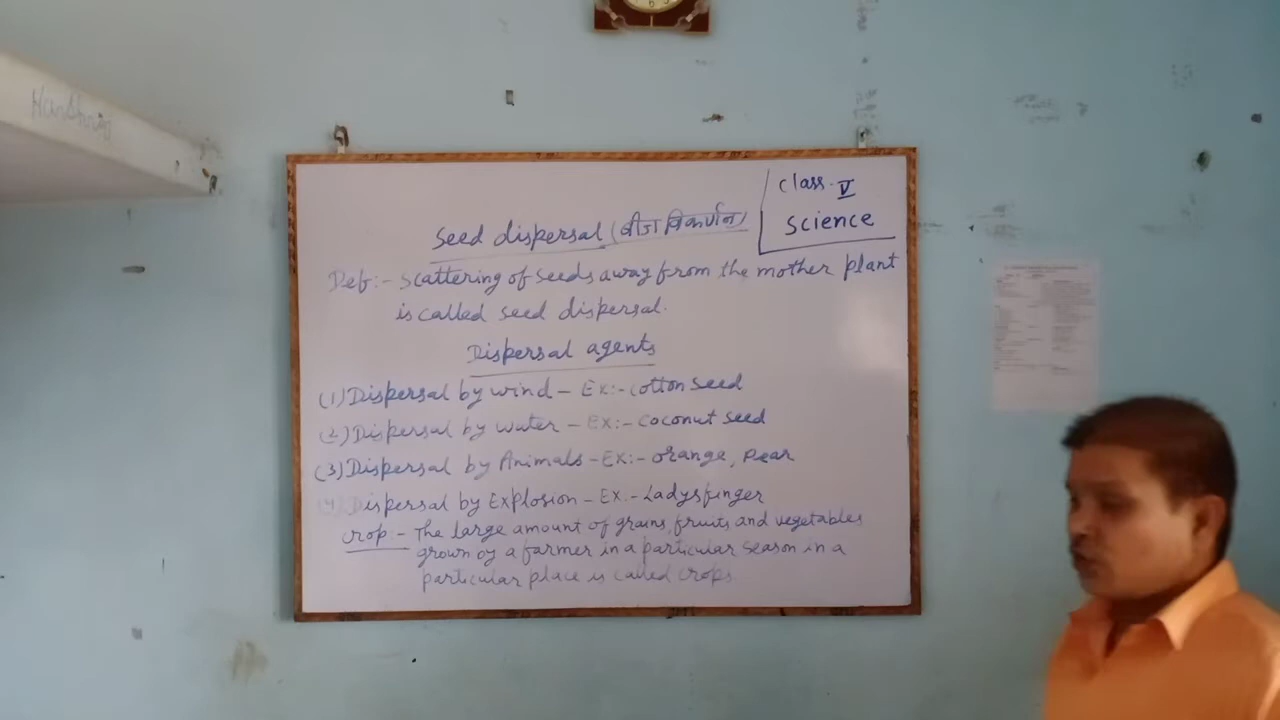 Class. V
Science
Seed dispersal (बीज विकर्णन)
Def:- Scattering of seeds away from the mother plant
is called seed dispersal.
Dispersal agents
(1) Dispersal by wind - Ex:- cotton seed
(2) Dispersal by water - Ex:- coconut seed
(3) Dispersal by Animals - Ex:- orange, Pear
(4) Dispersal by Explosion - Ex.- Ladysfinger
Crop:- The large amount of grains, fruits and vegetables
grown by a farmer in a particular season in a
particular place is called crops.